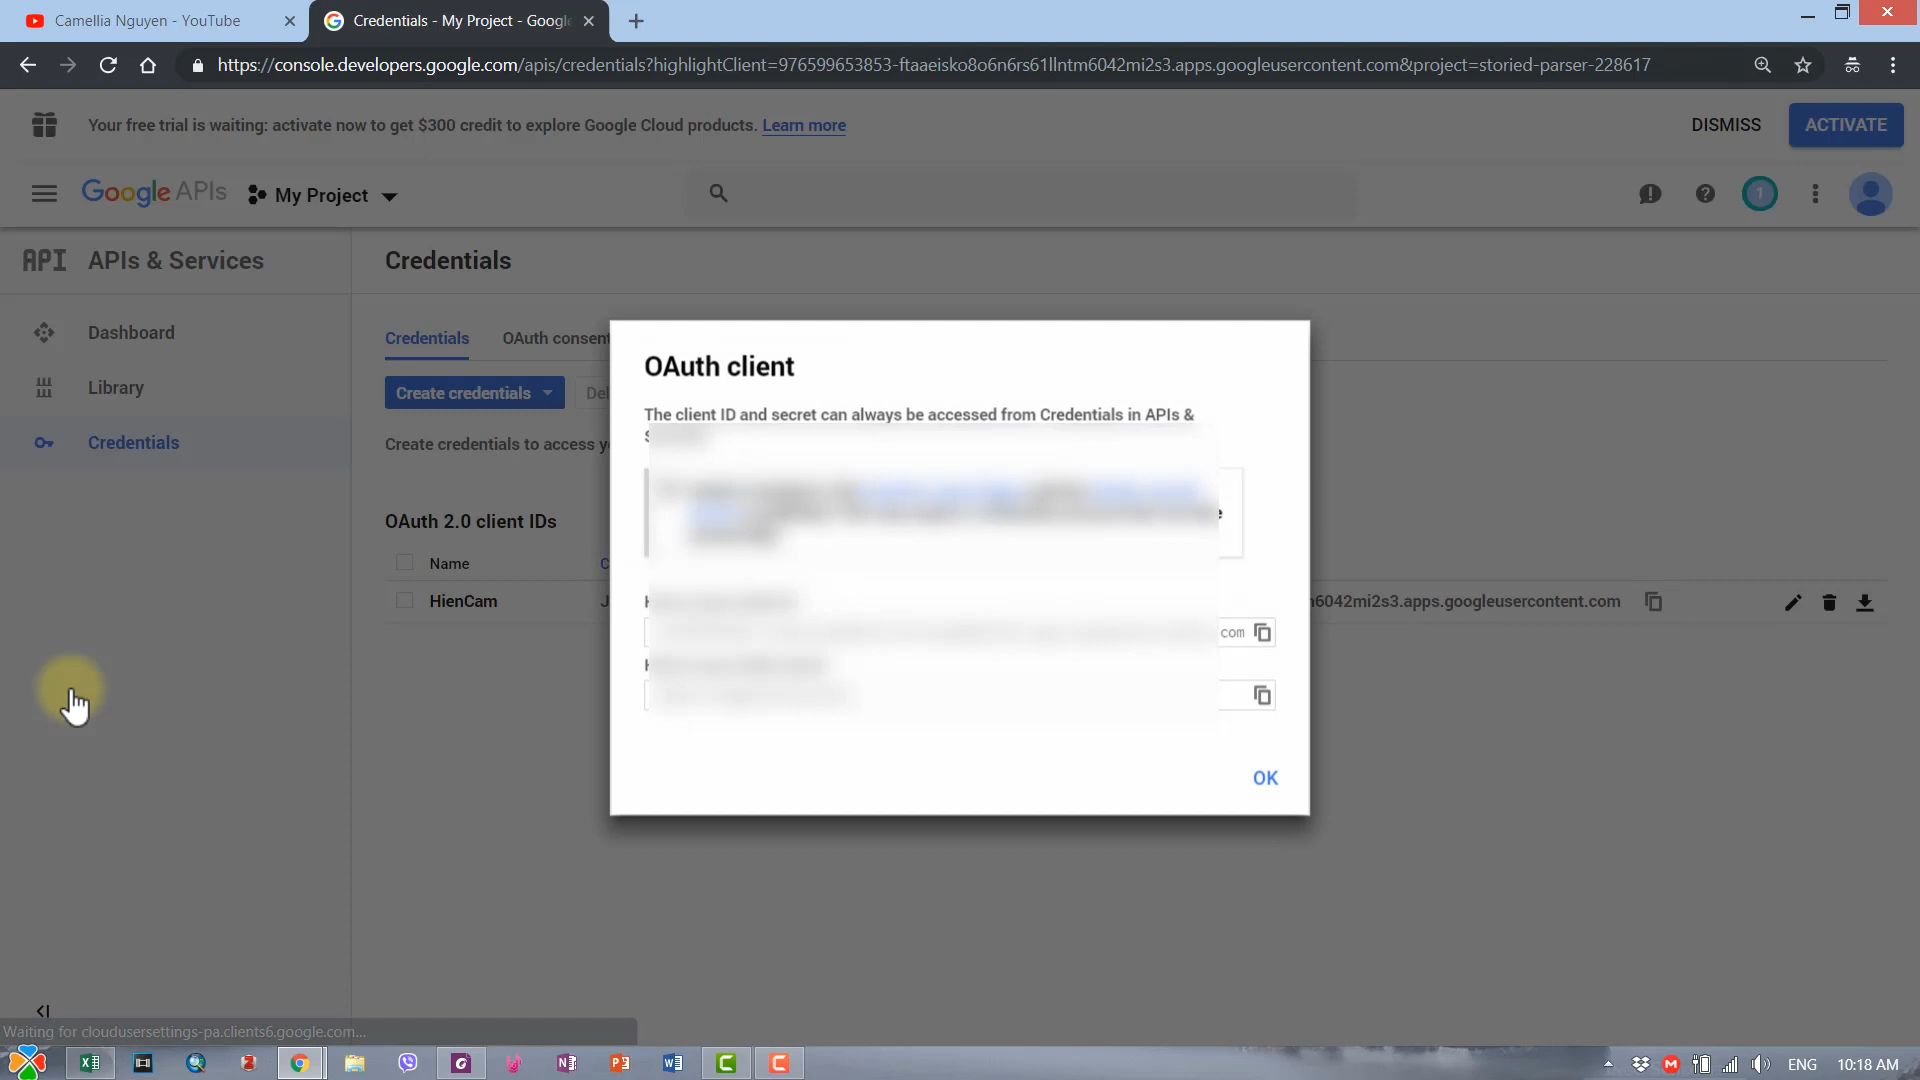 Camellia Nguyen - YouTube
Credentials - My Project - Googl
https://console.developers.google.com/apis/credentials?highlightClient=976599653853-ftaaeisko8o6n6rs61llntm6042mi2s3.apps.googleusercontent.com&project=storied-parser-228617
Your free trial is waiting: activate now to get $300 credit to explore Google Cloud products. Learn more
DISMISS
ACTIVATE
Google APIs
My Project
1
API APIs & Services
Credentials
Dashboard
Library
Credentials
Credentials
OAuth consent
Create credentials
Del
Create credentials to access y
OAuth 2.0 client IDs
Name
C
HienCam
J
n6042mi2s3.apps.googleusercontent.com
OAuth client
The client ID and secret can always be accessed from Credentials in APIs &
com
OK
Waiting for cloudusersettings-pa.clients6.google.com...
ENG
10:18 AM